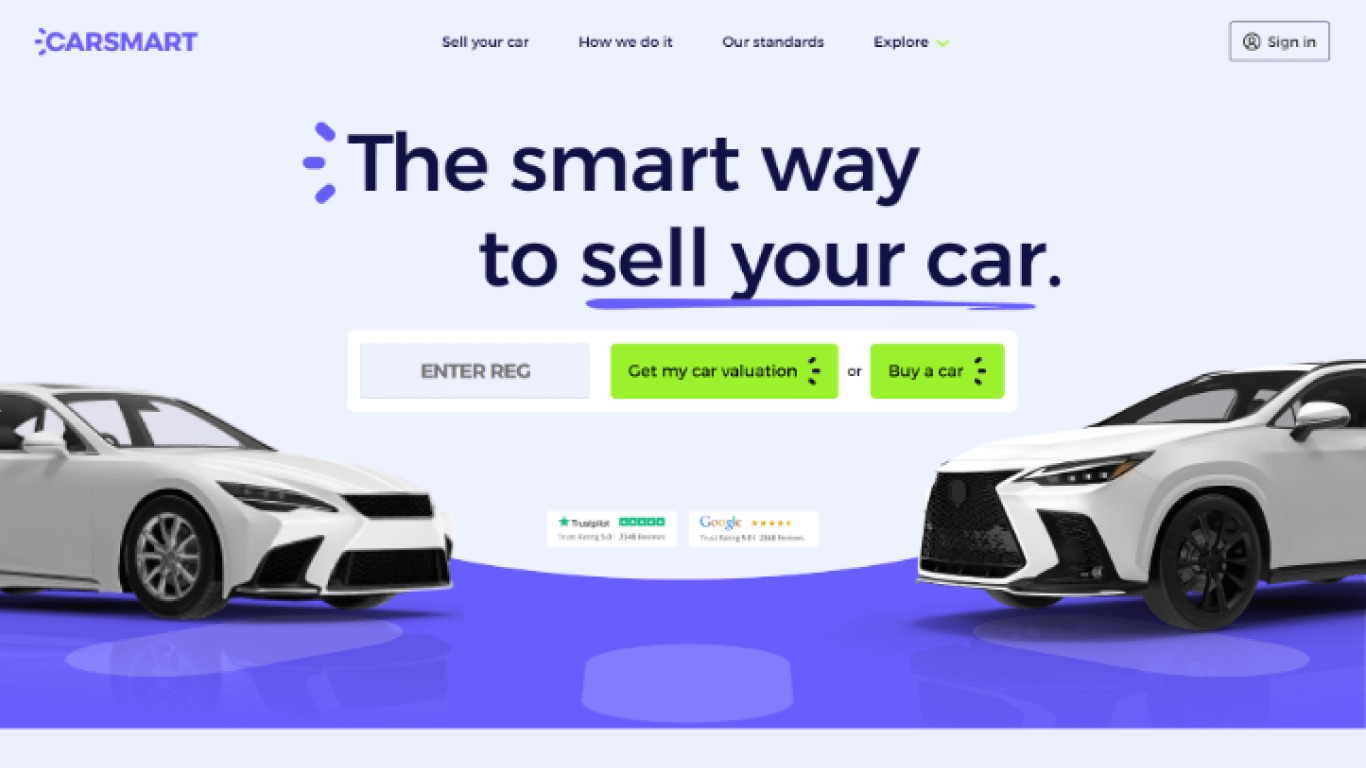 CARSMART
Sell your car
How we do it
Our standards
Explore
Sign in
The smart way
to sell your car.
ENTER REG
Get my car valuation
or
Buy a car
Trustpilot
Trust Rating 5.0 | 2348 Reviews
Google
Trust Rating 5.0 | 2348 Reviews